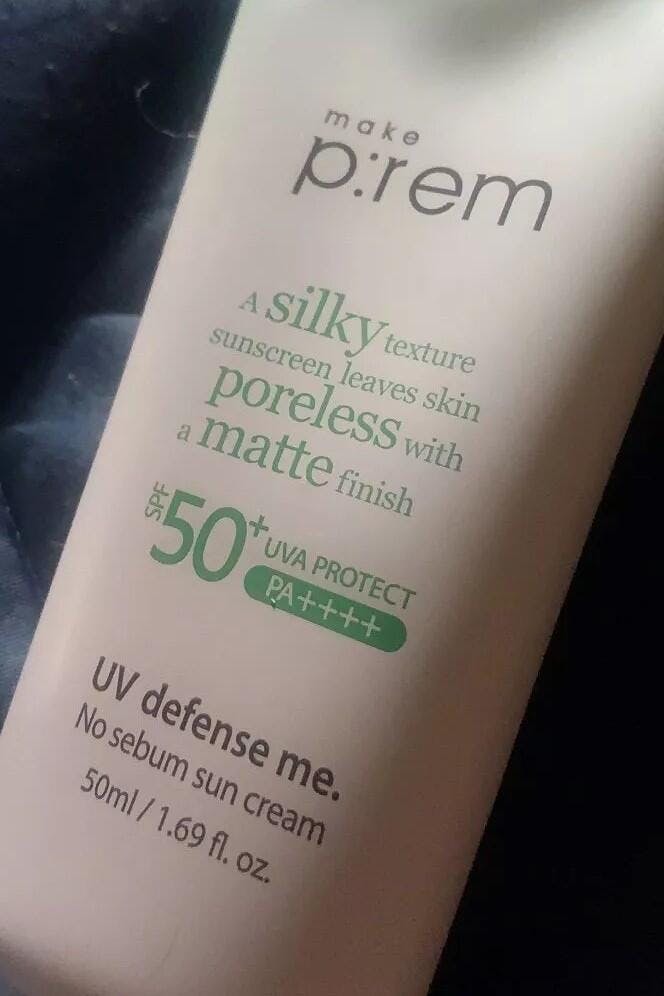 make
p:rem
A silky texture
sunscreen leaves skin
poreless with
a matte finish
SPF 50+ UVA PROTECT
PA++++
UV defense me.
No sebum sun cream
50ml / 1.69 fl. oz.